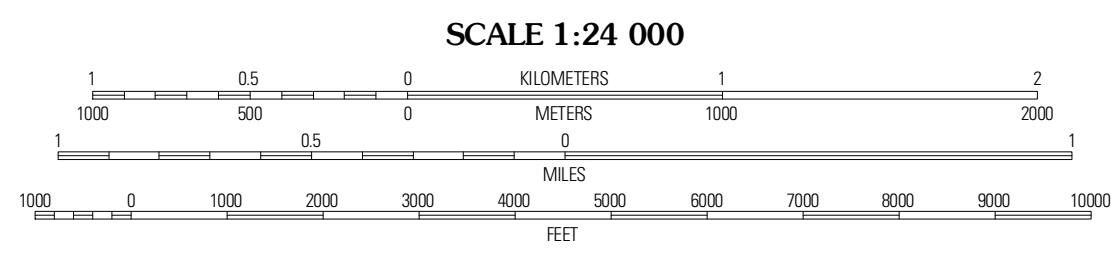 SCALE 1:24 000
1 0.5 0 KILOMETERS 1 2
1000 500 0 METERS 1000 2000
1 0.5 0 1
MILES
1000 0 1000 2000 3000 4000 5000 6000 7000 8000 9000 10000
FEET